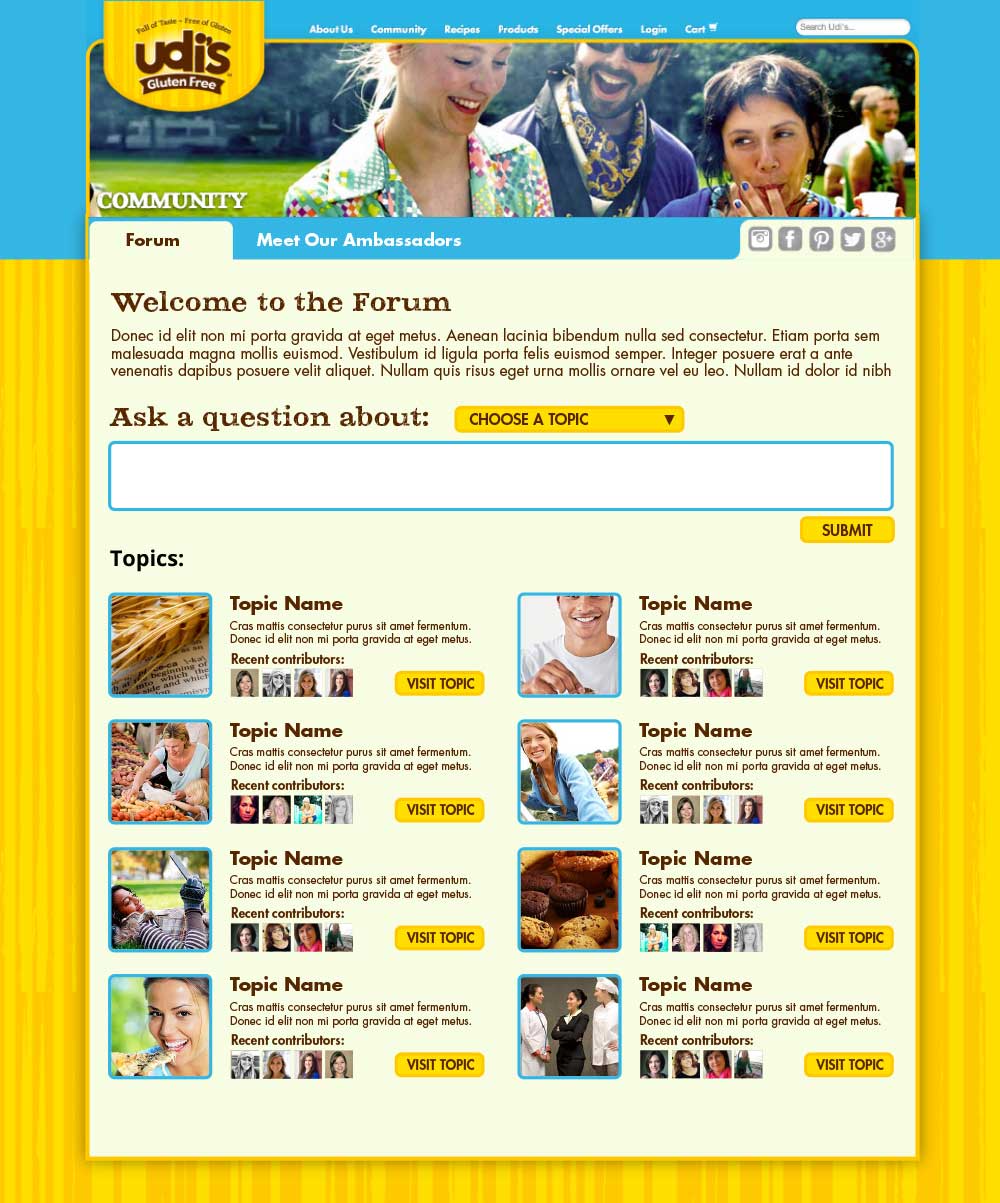 Full of Taste ~ Free of Gluten
udi's
Gluten Free
About Us Community Recipes Products Special Offers Login Cart
Search Udi's...
COMMUNITY
Forum Meet Our Ambassadors
Welcome to the Forum
Donec id elit non mi porta gravida at eget metus. Aenean lacinia bibendum nulla sed consectetur. Etiam porta sem
malesuada magna mollis euismod. Vestibulum id ligula porta felis euismod semper. Integer posuere erat a ante
venenatis dapibus posuere velit aliquet. Nullam quis risus eget urna mollis ornare vel eu leo. Nullam id dolor id nibh
Ask a question about: CHOOSE A TOPIC
SUBMIT
Topics:
Topic Name
Cras mattis consectetur purus sit amet fermentum.
Donec id elit non mi porta gravida at eget metus.
Recent contributors:
VISIT TOPIC
Topic Name
Cras mattis consectetur purus sit amet fermentum.
Donec id elit non mi porta gravida at eget metus.
Recent contributors:
VISIT TOPIC
Topic Name
Cras mattis consectetur purus sit amet fermentum.
Donec id elit non mi porta gravida at eget metus.
Recent contributors:
VISIT TOPIC
Topic Name
Cras mattis consectetur purus sit amet fermentum.
Donec id elit non mi porta gravida at eget metus.
Recent contributors:
VISIT TOPIC
Topic Name
Cras mattis consectetur purus sit amet fermentum.
Donec id elit non mi porta gravida at eget metus.
Recent contributors:
VISIT TOPIC
Topic Name
Cras mattis consectetur purus sit amet fermentum.
Donec id elit non mi porta gravida at eget metus.
Recent contributors:
VISIT TOPIC
Topic Name
Cras mattis consectetur purus sit amet fermentum.
Donec id elit non mi porta gravida at eget metus.
Recent contributors:
VISIT TOPIC
Topic Name
Cras mattis consectetur purus sit amet fermentum.
Donec id elit non mi porta gravida at eget metus.
Recent contributors:
VISIT TOPIC